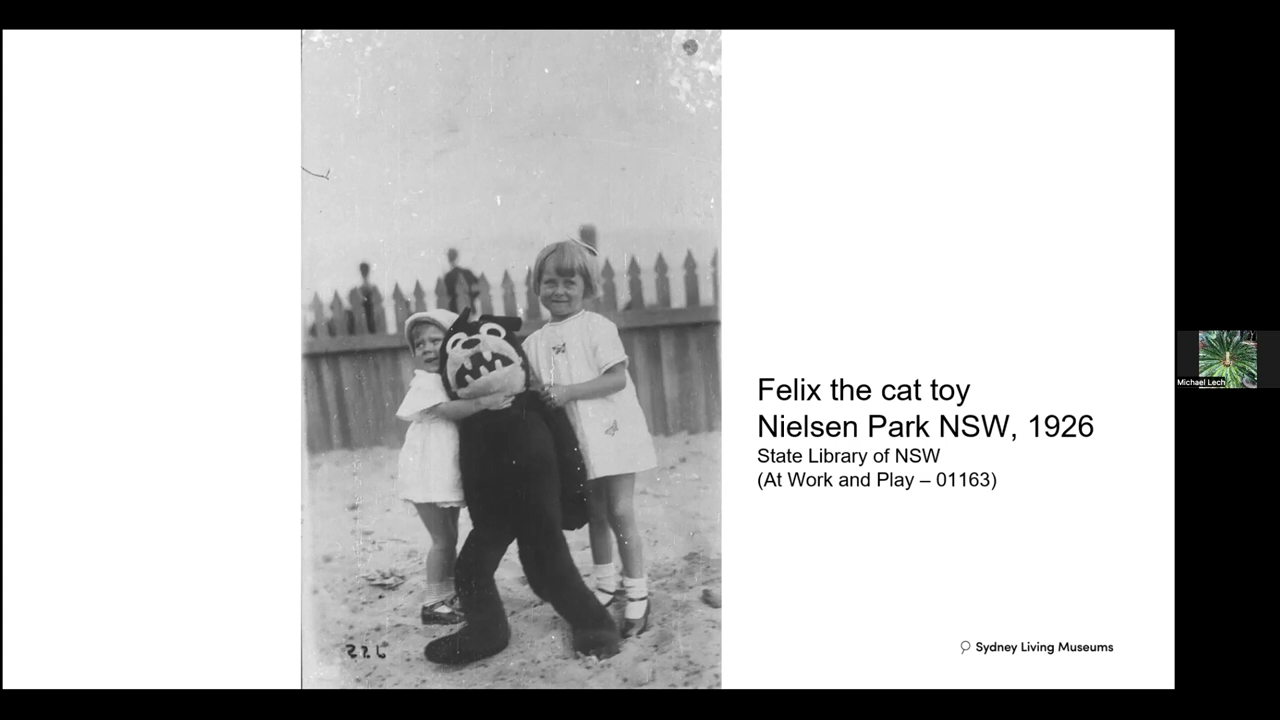 Felix the cat toy
Nielsen Park NSW, 1926
State Library of NSW
(At Work and Play – 01163)
Sydney Living Museums
Michael Lech